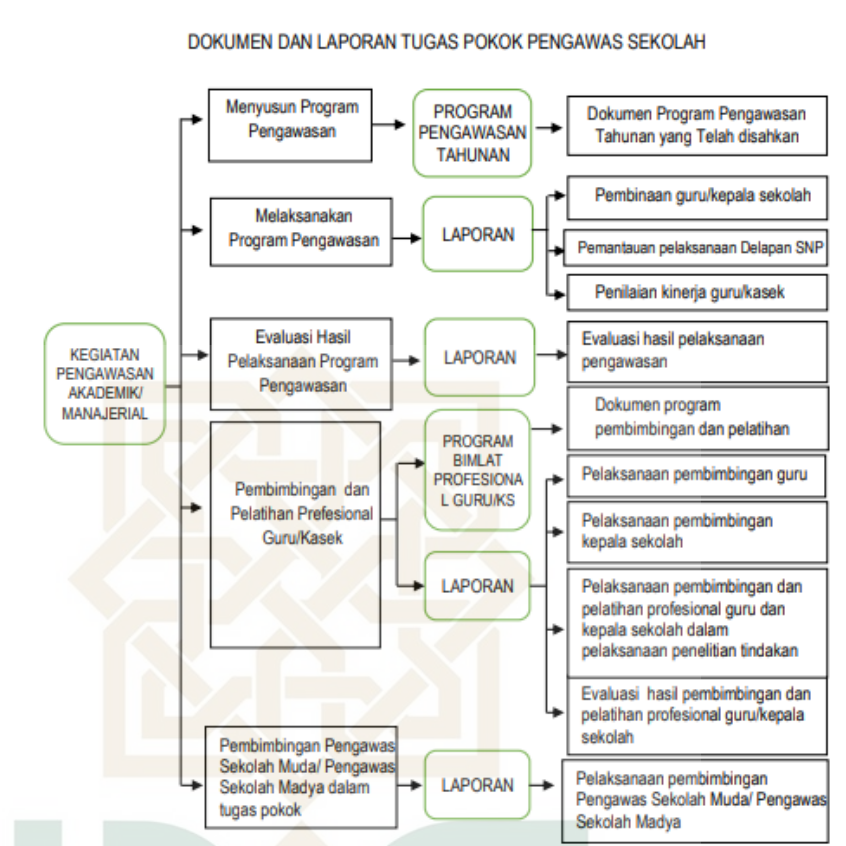 DOKUMEN DAN LAPORAN TUGAS POKOK PENGAWAS SEKOLAH
Menyusun Program
Pengawasan
PROGRAM
PENGAWASAN
TAHUNAN
Dokumen Program Pengawasan
Tahunan yang Telah disahkan
Melaksanakan
Program Pengawasan
LAPORAN
Pembinaan guru/kepala sekolah
Pemantauan pelaksanaan Delapan SNP
Penilaian kinerja guru/kasek
KEGIATAN
PENGAWASAN
AKADEMIK/
MANAJERIAL
Evaluasi Hasil
Pelaksanaan Program
Pengawasan
LAPORAN
Evaluasi hasil pelaksanaan
pengawasan
Pembimbingan dan
Pelatihan Prefesional
Guru/Kasek
PROGRAM
BIMLAT
PROFESIONA
L GURU/KS
Dokumen program
pembimbingan dan pelatihan
LAPORAN
Pelaksanaan pembimbingan guru
Pelaksanaan pembimbingan
kepala sekolah
Pelaksanaan pembimbingan dan
pelatihan profesional guru dan
kepala sekolah dalam
pelaksanaan penelitian tindakan
Evaluasi hasil pembimbingan dan
pelatihan profesional guru/kepala
sekolah
Pembimbingan Pengawas
Sekolah Muda/ Pengawas
Sekolah Madya dalam
tugas pokok
LAPORAN
Pelaksanaan pembimbingan
Pengawas Sekolah Muda/ Pengawas
Sekolah Madya